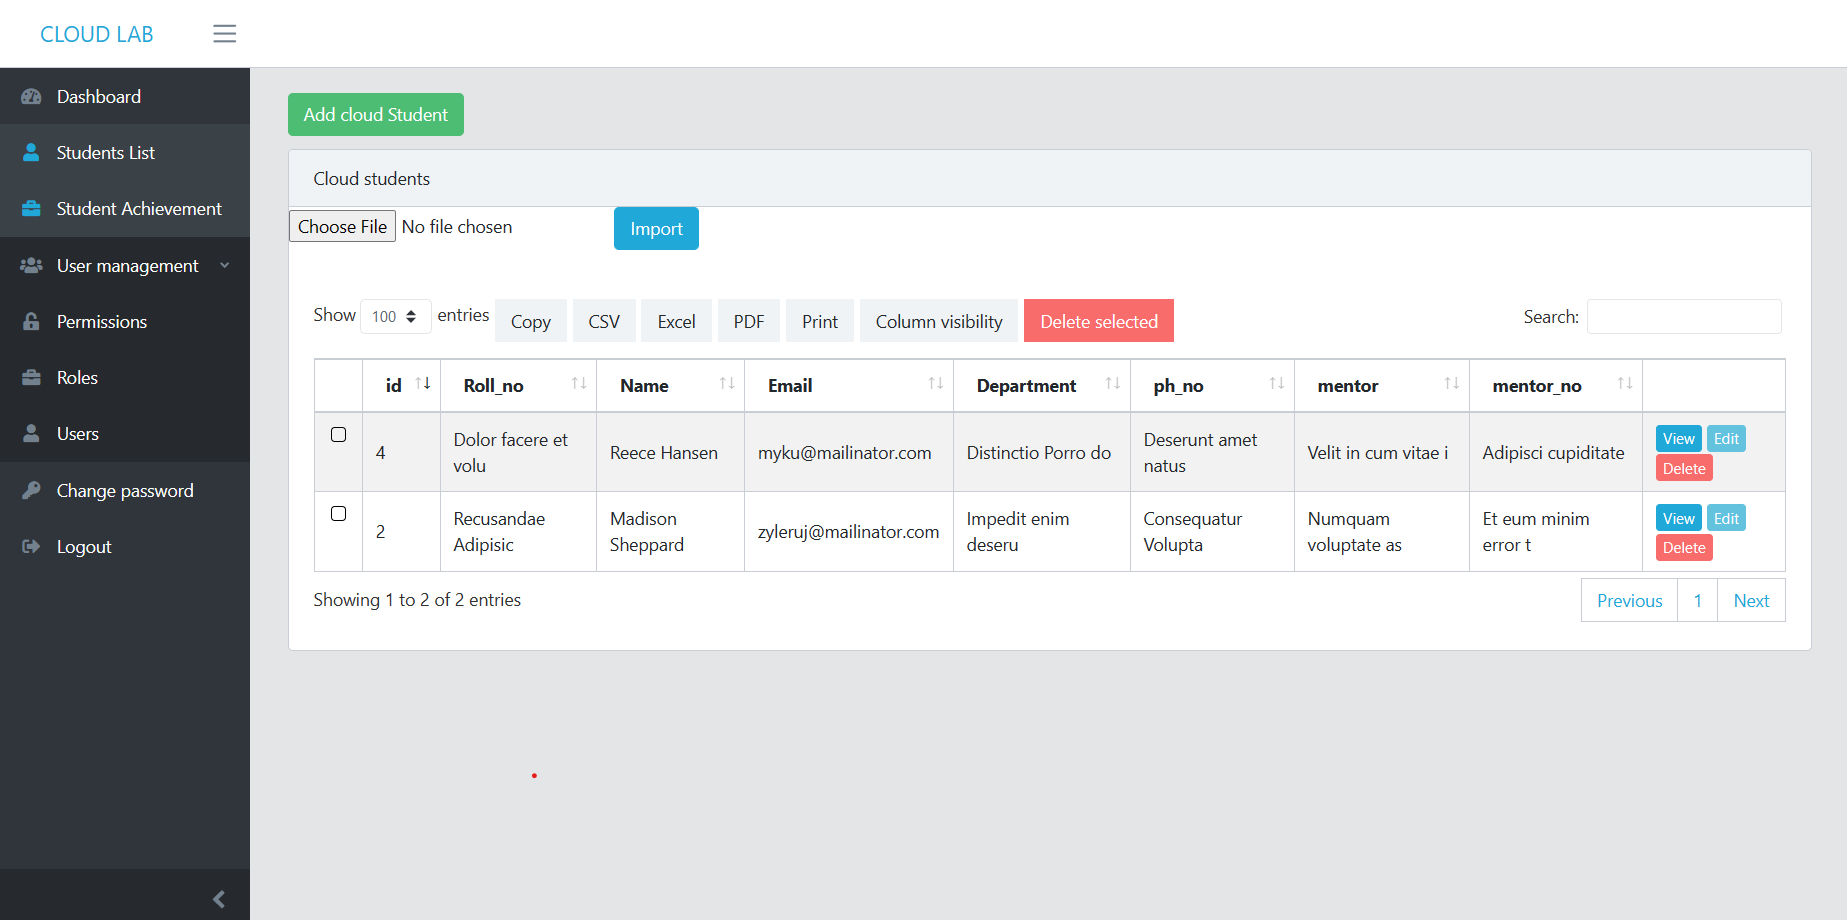 CLOUD LAB
Dashboard
Students List
Student Achievement
User management
Permissions
Roles
Users
Change password
Logout
Add cloud Student
Cloud students
Choose File No file chosen Import
Show 100 entries Copy CSV Excel PDF Print Column visibility Delete selected Search:
id Roll_no Name Email Department ph_no mentor mentor_no
4 Dolor facere et volu Reece Hansen myku@mailinator.com Distinctio Porro do Deserunt amet natus Velit in cum vitae i Adipisci cupiditate View Edit Delete
2 Recusandae Adipisic Madison Sheppard zyleruj@mailinator.com Impedit enim deseru Consequatur Volupta Numquam voluptate as Et eum minim error t View Edit Delete
Showing 1 to 2 of 2 entries Previous 1 Next